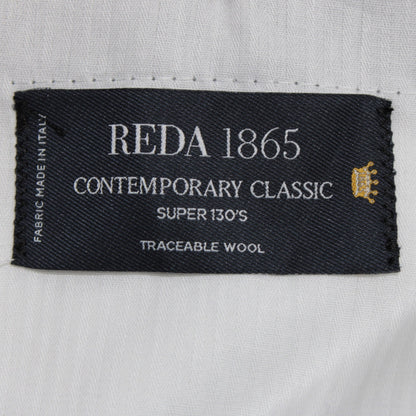 REDA 1865
CONTEMPORARY CLASSIC
SUPER 130'S
TRACEABLE WOOL
FABRIC MADE IN ITALY